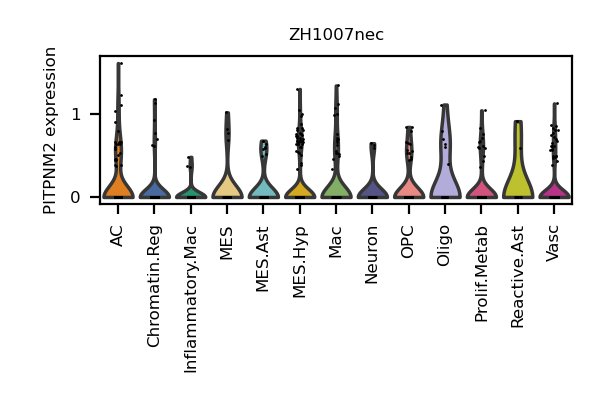 ZH1007nec
PITPNM2 expression
1
0
AC
Chromatin.Reg
Inflammatory.Mac
MES
MES.Ast
MES.Hyp
Mac
Neuron
OPC
Oligo
Prolif.Metab
Reactive.Ast
Vasc